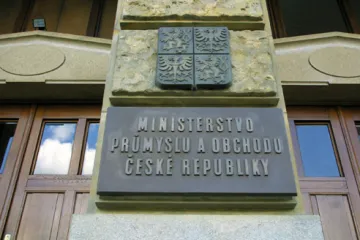 MINISTERSTVO
PRŮMYSLU A OBCHODU
ČESKÉ REPUBLIKY